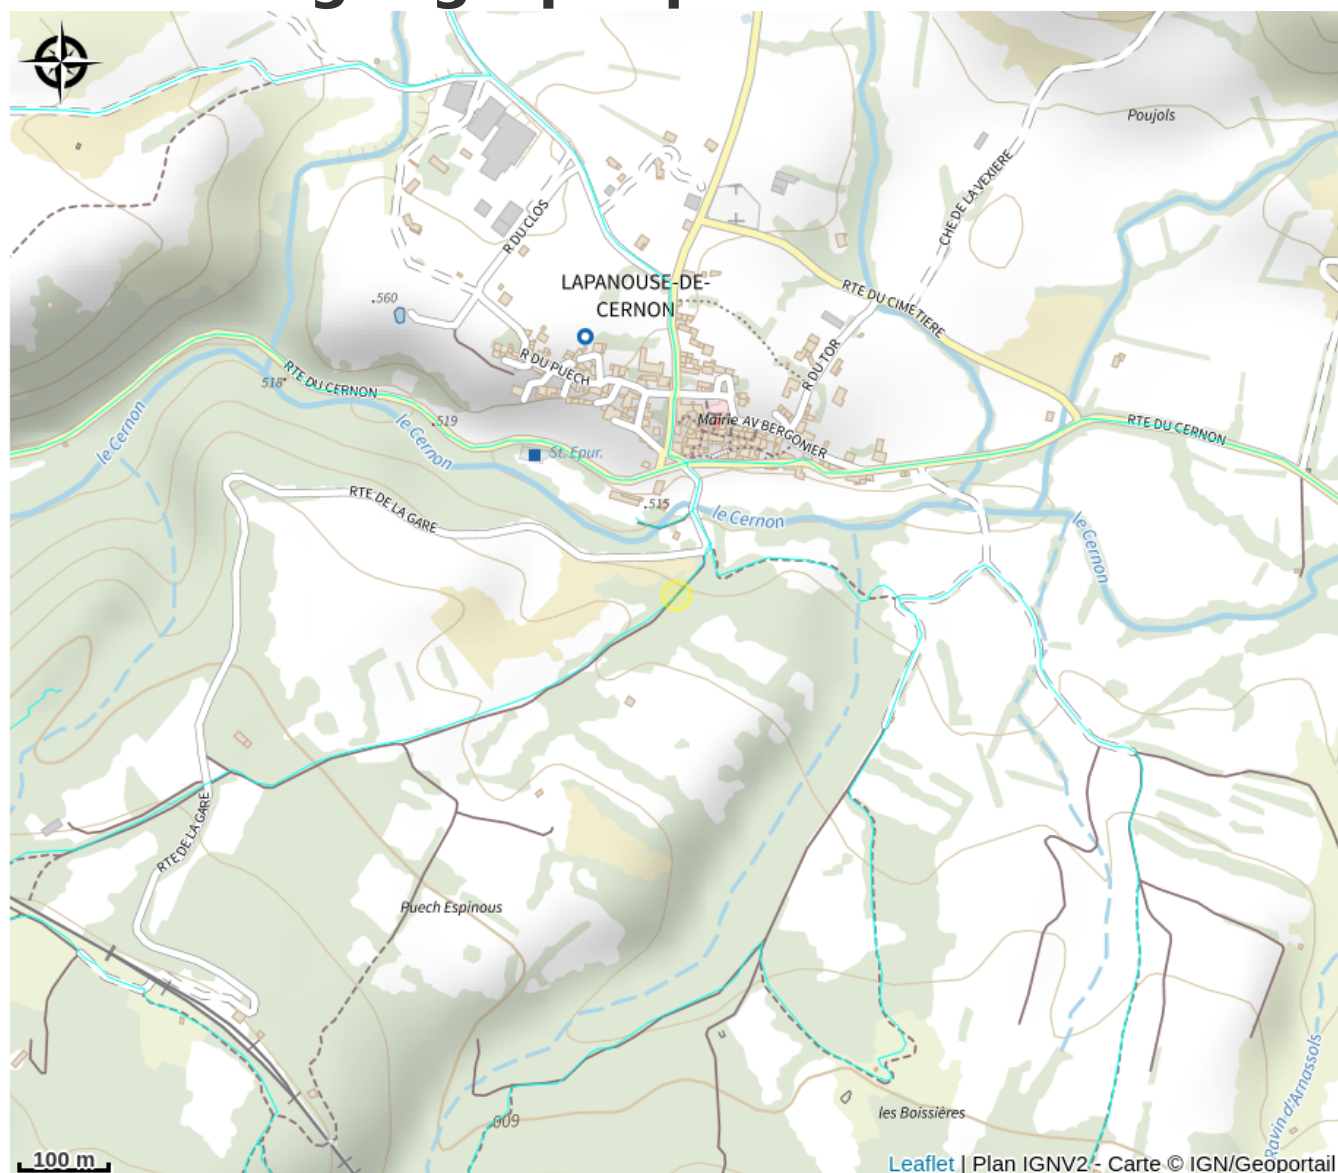 Poujols
CHE DE LA VEXIERE
R DU CLOS
LAPANOUSE-DE-
CERNON
.560
RTE DU CIMETIERE
R DU PUECH
R DU TOR
518
RTE DU CERNON
le Cernon
.519
le Cernon
Mairie
AV BERGONIER
RTE DU CERNON
St. Epur.
RTE DE LA GARE
.515
le Cernon
le Cernon
RTE DE LA GARE
Puech Espinous
les Boissières
600
Ravin d'Arnassols
100 m
Leaflet | Plan IGNV2 - Carte © IGN/Geoportail